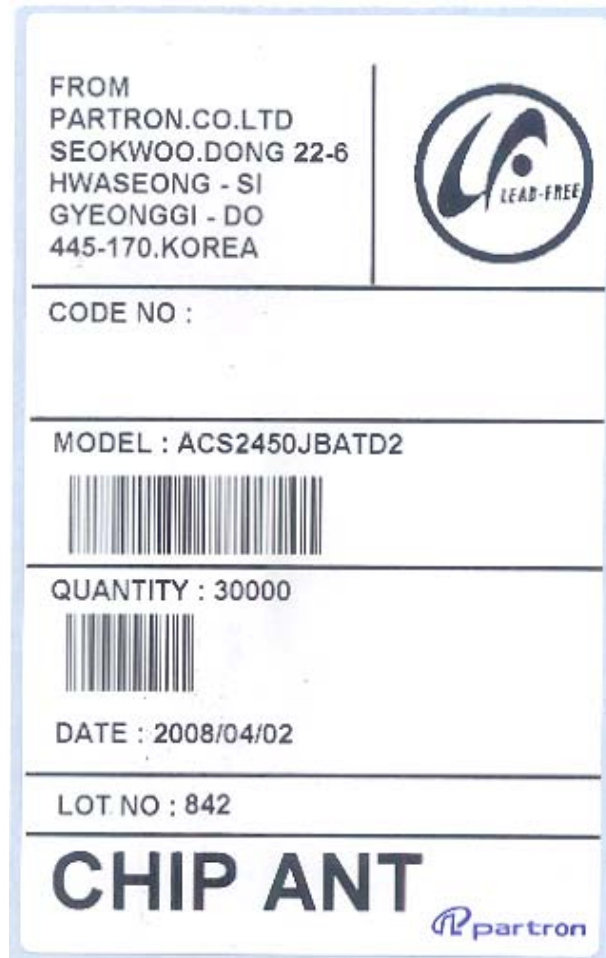 FROM
PARTRON.CO.LTD
SEOKWOO.DONG 22-6
HWASEONG - SI
GYEONGGI - DO
445-170.KOREA
LEAD-FREE
CODE NO :
MODEL : ACS2450JBATD2
QUANTITY : 30000
DATE : 2008/04/02
LOT NO : 842
CHIP ANT
partron